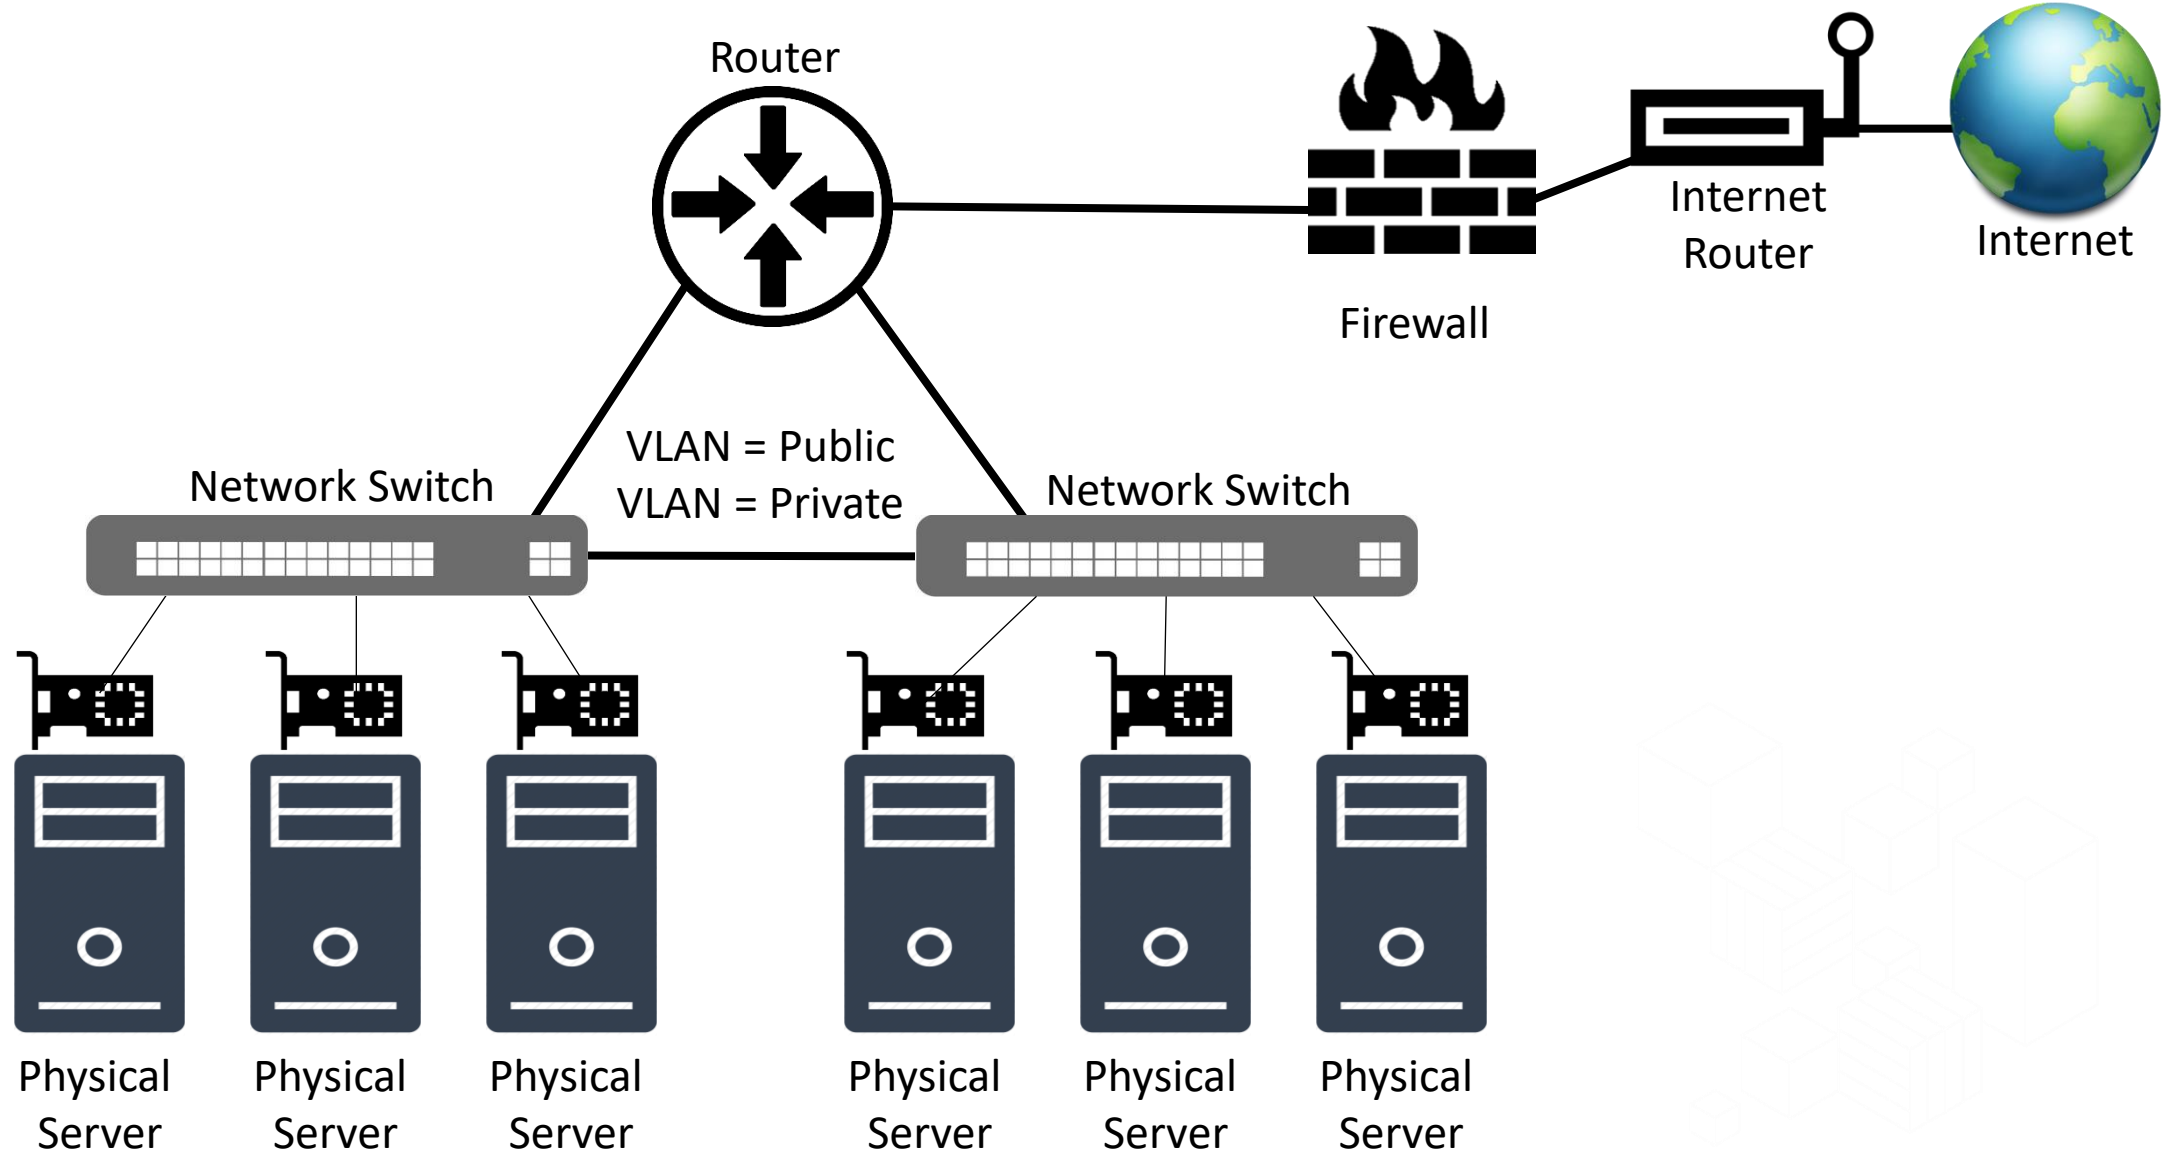 Router
Internet
Router
Internet
Firewall
VLAN = Public
VLAN = Private
Network Switch
Network Switch
Physical
Server
Physical
Server
Physical
Server
Physical
Server
Physical
Server
Physical
Server